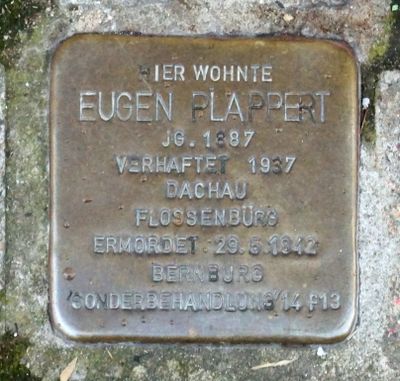 HIER WOHNTE
EUGEN PLAPPERT
JG. 1887
VERHAFTET 1937
DACHAU
FLOSSENBÜRG
ERMORDET 29.5.1942
BERNBURG
'SONDERBEHANDLUNG' 14 f 13